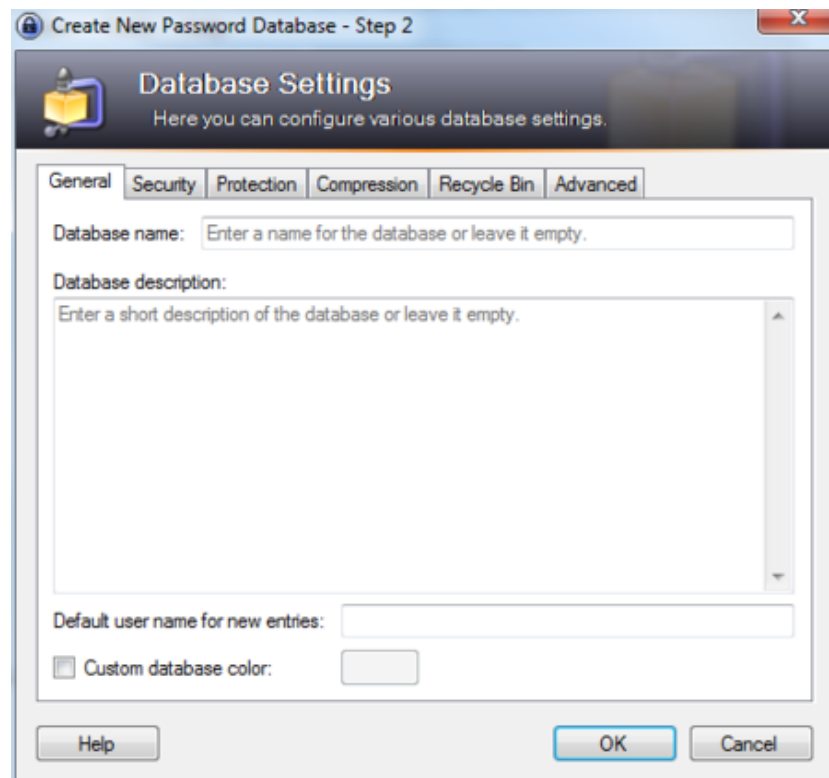 Create New Password Database - Step 2
Database Settings
Here you can configure various database settings.
General Security Protection Compression Recycle Bin Advanced
Database name: Enter a name for the database or leave it empty.
Database description:
Enter a short description of the database or leave it empty.
Default user name for new entries:
Custom database color:
Help OK Cancel